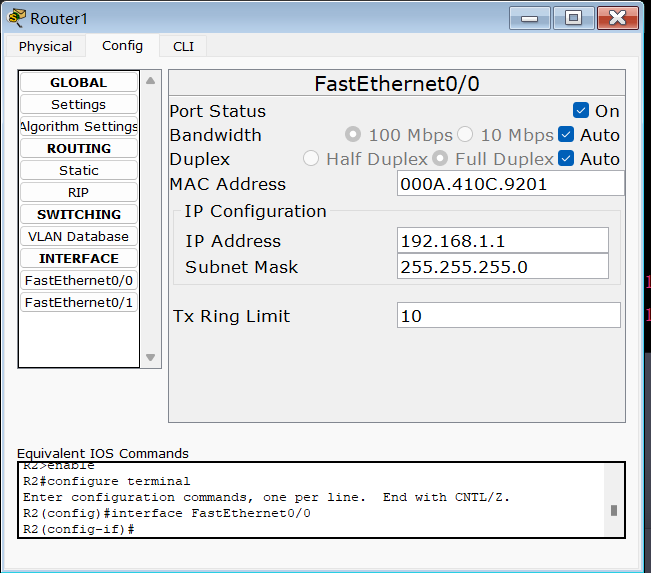 Router1
Physical Config CLI
GLOBAL
Settings
Algorithm Settings
ROUTING
Static
RIP
SWITCHING
VLAN Database
INTERFACE
FastEthernet0/0
FastEthernet0/1
FastEthernet0/0
Port Status On
Bandwidth 100 Mbps 10 Mbps Auto
Duplex Half Duplex Full Duplex Auto
MAC Address 000A.410C.9201
IP Configuration
IP Address 192.168.1.1
Subnet Mask 255.255.255.0
Tx Ring Limit 10
Equivalent IOS Commands
R2>enable
R2#configure terminal
Enter configuration commands, one per line.  End with CNTL/Z.
R2(config)#interface FastEthernet0/0
R2(config-if)#